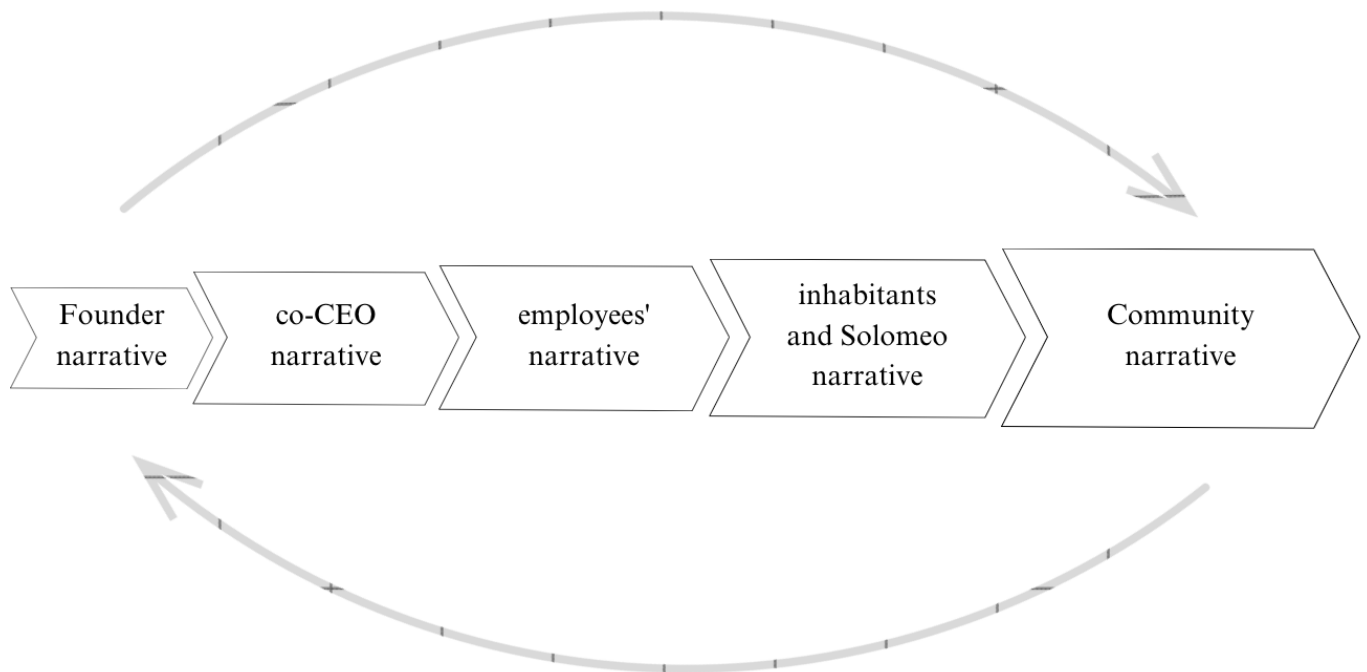 Founder
narrative
co-CEO
narrative
employees'
narrative
inhabitants
and Solomeo
narrative
Community
narrative